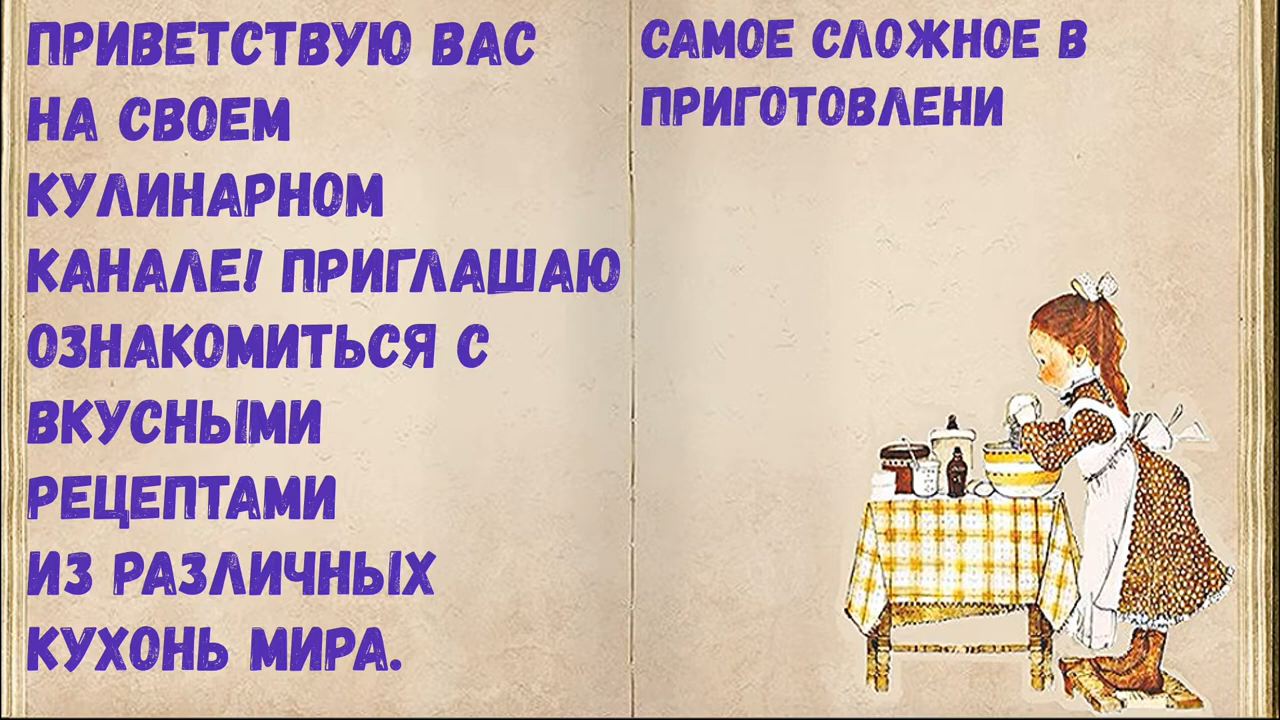 ПРИВЕТСТВУЮ ВАС
НА СВОЕМ
КУЛИНАРНОМ
КАНАЛЕ! ПРИГЛАШАЮ
ОЗНАКОМИТЬСЯ С
ВКУСНЫМИ
РЕЦЕПТАМИ
ИЗ РАЗЛИЧНЫХ
КУХОНЬ МИРА.
САМОЕ СЛОЖНОЕ В
ПРИГОТОВЛЕНИ